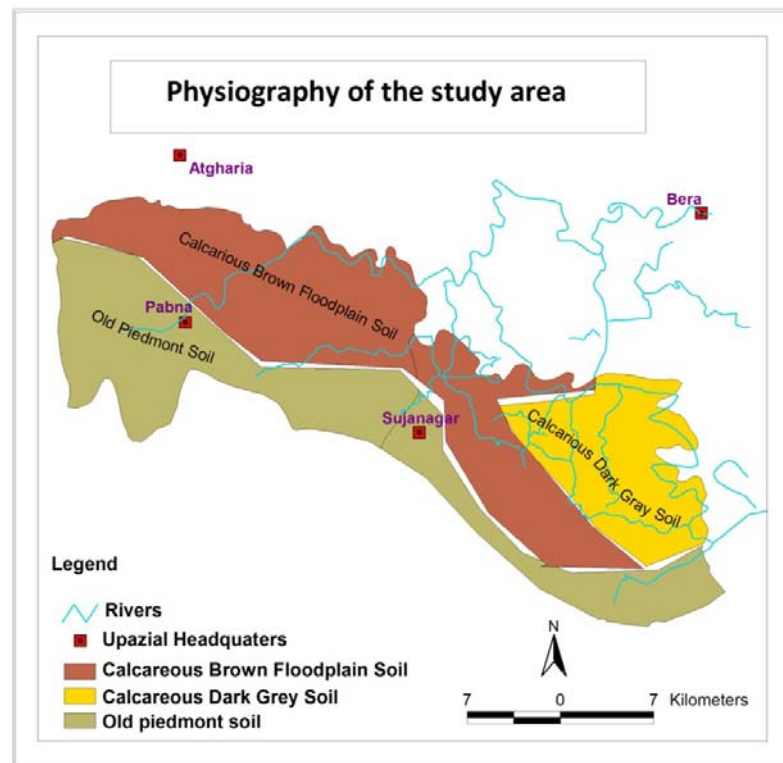 Physiography of the study area
Atgharia
Bera
Calcarious Brown Floodplain Soil
Pabna
Old Piedmont Soil
Sujanagar
Calcarious Dark Gray Soil
Legend
Rivers
Upazial Headquaters
Calcareous Brown Floodplain Soil
Calcareous Dark Grey Soil
Old piedmont soil
N
7 0 7 Kilometers